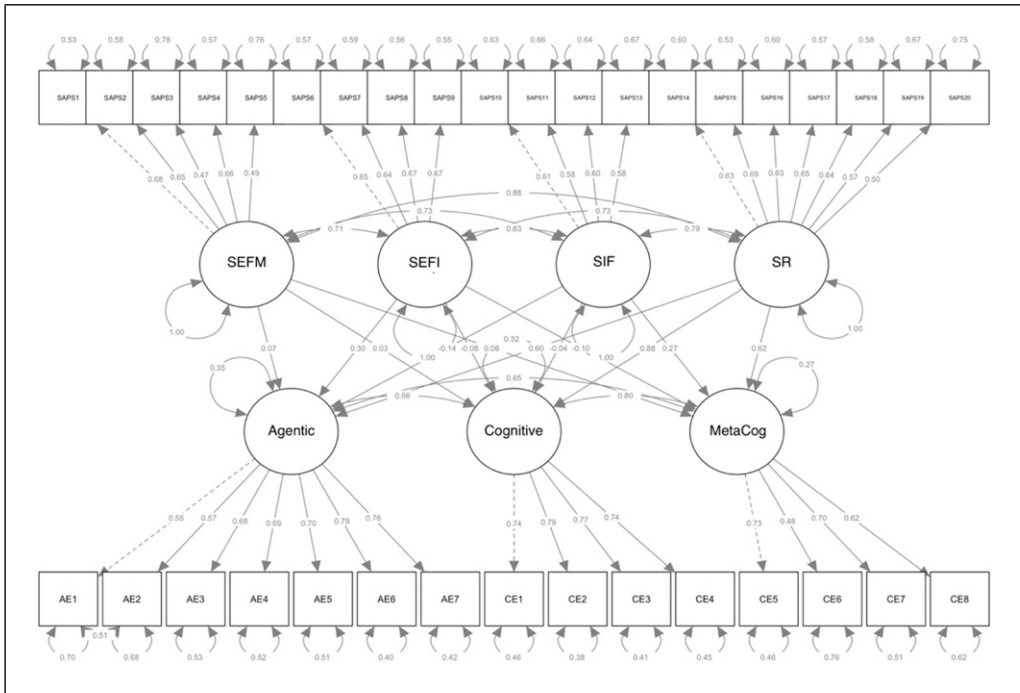 0.53 0.58 0.78 0.57 0.76 0.57 0.59 0.56 0.55 0.63 0.66 0.64 0.67 0.60 0.53 0.60 0.57 0.58 0.67 0.75
SAPS1 SAPS2 SAPS3 SAPS4 SAPS5 SAPS6 SAPS7 SAPS8 SAPS9 SAPS10 SAPS11 SAPS12 SAPS13 SAPS14 SAPS15 SAPS16 SAPS17 SAPS18 SAPS19 SAPS20
0.68 0.65 0.47 0.66 0.49 0.65 0.64 0.67 0.67 0.61 0.58 0.60 0.58 0.63 0.69 0.63 0.65 0.64 0.57 0.50
0.88
0.73 0.73
0.71 0.63 0.79
SEFM SEFI SIF SR
1.00 0.07 0.30 0.03 -0.14 1.00 -0.08 0.08 0.32 0.60 -0.04 -0.10 1.00 0.88 0.27 0.62 1.00
0.35 0.65 0.27
0.66 0.80
Agentic Cognitive MetaCog
0.55 0.57 0.68 0.69 0.70 0.78 0.76 0.74 0.79 0.77 0.74 0.73 0.48 0.70 0.62
AE1 AE2 AE3 AE4 AE5 AE6 AE7 CE1 CE2 CE3 CE4 CE5 CE6 CE7 CE8
0.51
0.70 0.68 0.53 0.52 0.51 0.40 0.42 0.46 0.38 0.41 0.45 0.46 0.76 0.51 0.62